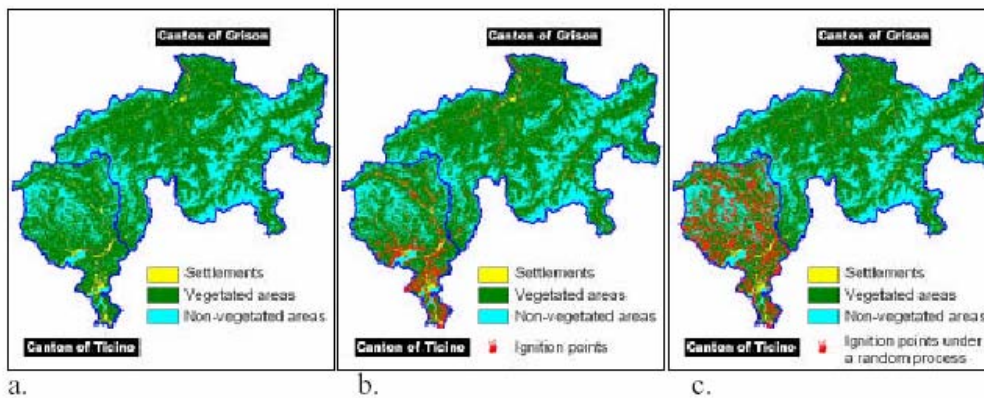 Canton of Grison
Settlements
Vegetated areas
Non-vegetated areas
Canton of Ticino
a.
Canton of Grison
Settlements
Vegetated areas
Non-vegetated areas
Canton of Ticino
Ignition points
b.
Canton of Grison
Settlements
Vegetated areas
Non-vegetated areas
Canton of Ticino
Ignition points under
a random process
c.